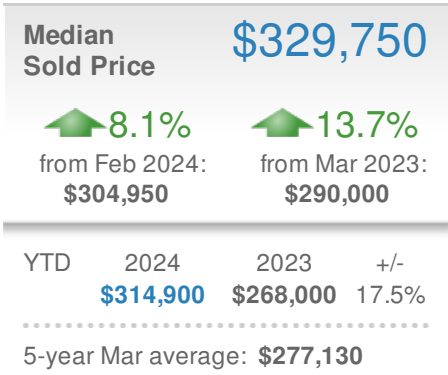 Median
Sold Price
$329,750
8.1%
13.7%
from Feb 2024:
from Mar 2023:
$304,950
$290,000
YTD 2024 2023 +/-
$314,900 $268,000 17.5%
5-year Mar average: $277,130